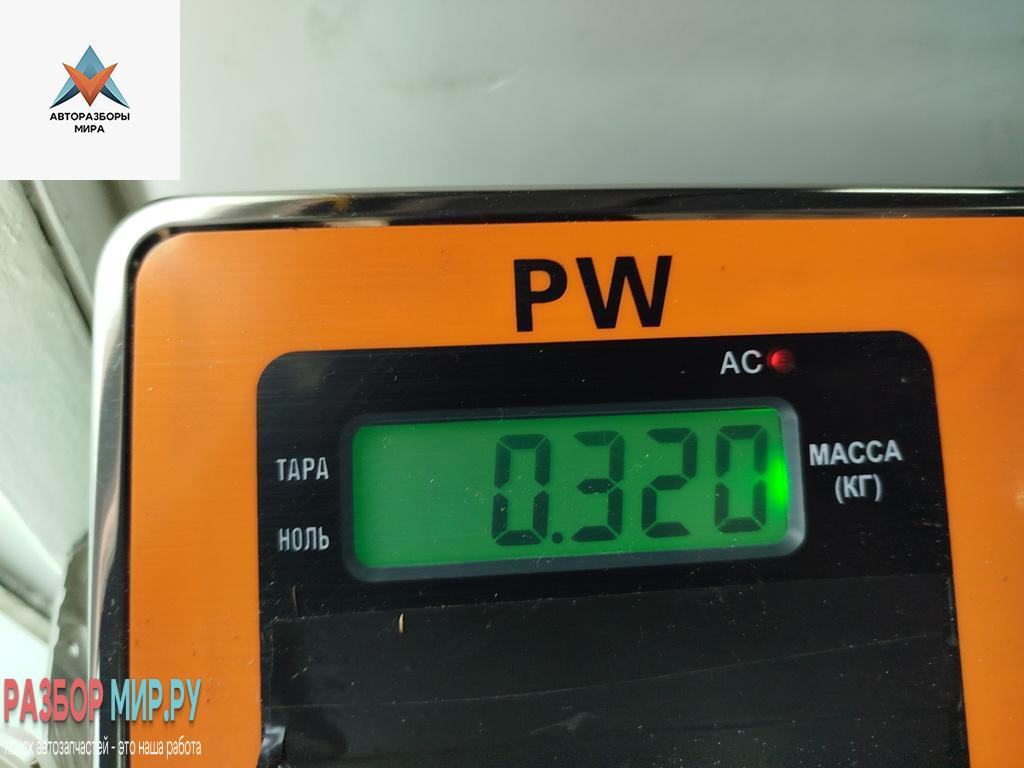 АВТОРАЗБОРЫ
МИРА
PW
AC
ТАРА
НОЛЬ
0.320
МАССА
(КГ)
РАЗБОР МИР.РУ
поиск автозапчастей - это наша работа